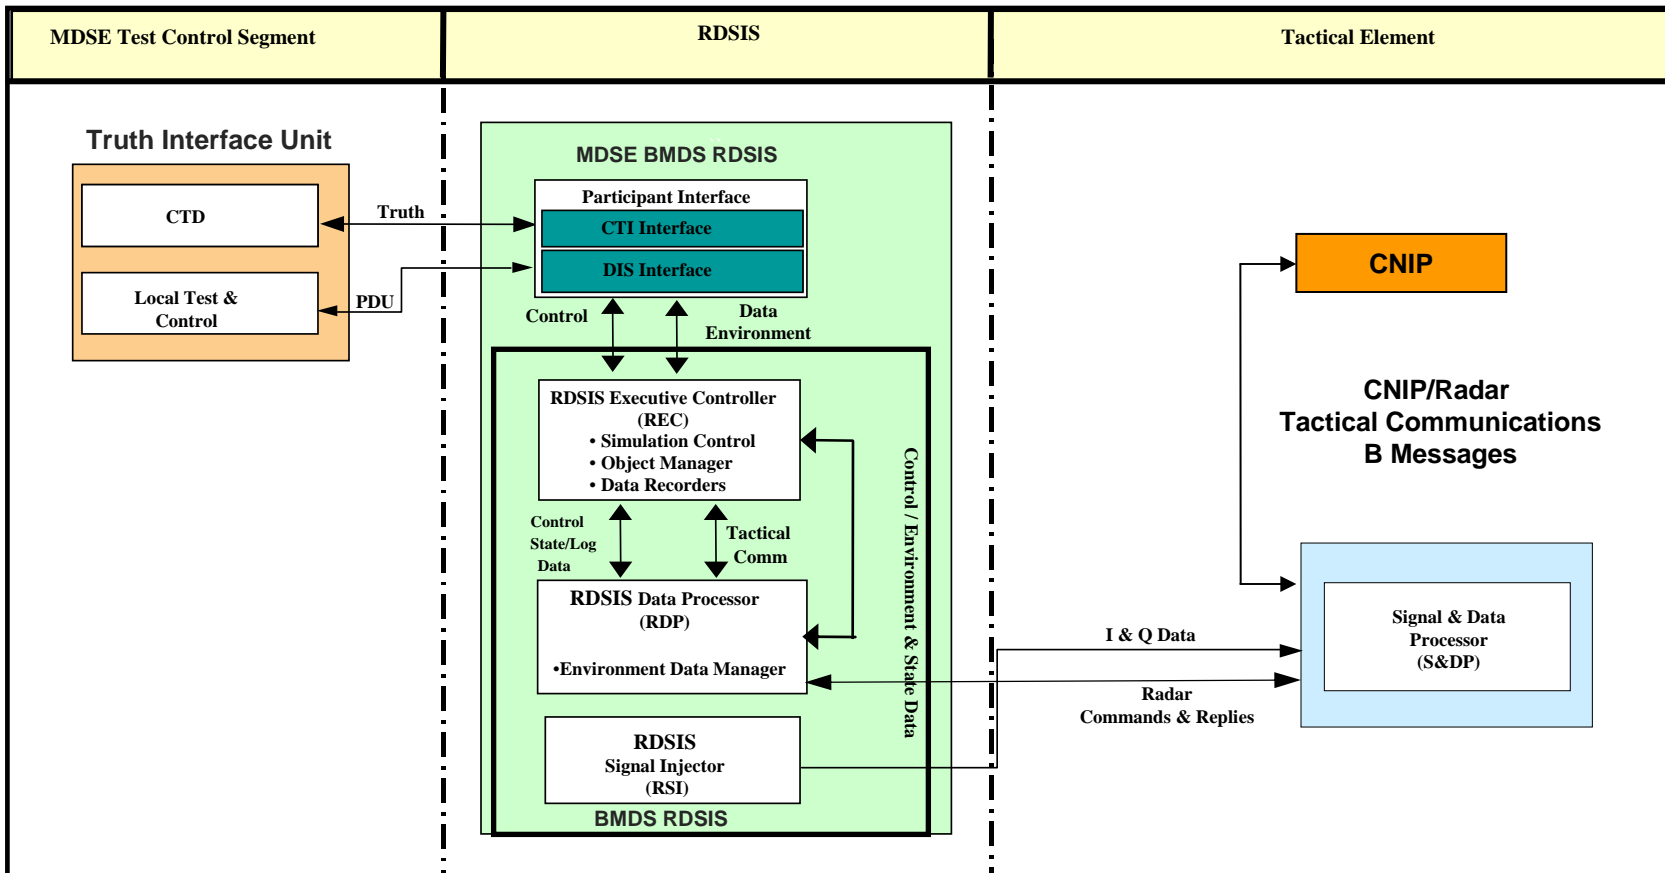 MDSE Test Control Segment
RDSIS
Tactical Element
Truth Interface Unit
CTD
Local Test &
Control
Truth
PDU
MDSE BMDS RDSIS
Participant Interface
CTI Interface
DIS Interface
Control
Data
Environment
RDSIS Executive Controller
(REC)
• Simulation Control
• Object Manager
• Data Recorders
Control
State/Log
Data
Tactical
Comm
Control / Environment & State Data
RDSIS Data Processor
(RDP)
•Environment Data Manager
RDSIS
Signal Injector
(RSI)
BMDS RDSIS
I & Q Data
Radar
Commands & Replies
CNIP
CNIP/Radar
Tactical Communications
B Messages
Signal & Data
Processor
(S&DP)